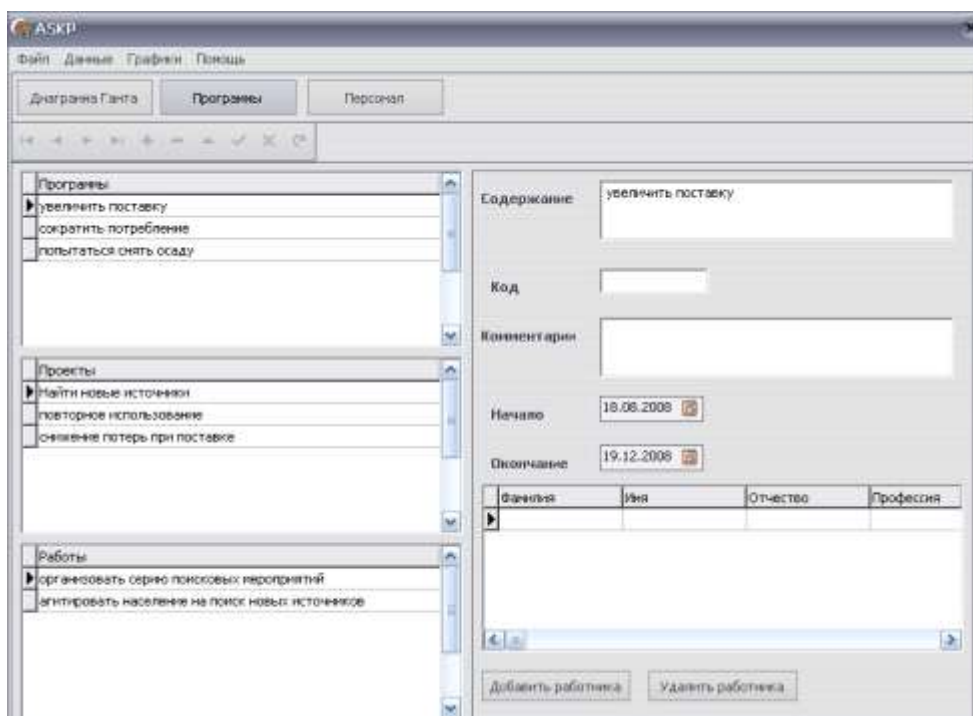 ASKP
Файл Данные Графики Помощь
Диаграмма Ганта Программы Персонал
Программы
увеличить поставку
сократить потребление
попытаться снять осаду
Проекты
Найти новые источники
повторное использование
снижение потерь при поставке
Работы
организовать серию поисковых мероприятий
агитировать население на поиск новых источников
Содержание увеличить поставку
Код
Комментарии
Начало 18.08.2008
Окончание 19.12.2008
Фамилия Имя Отчество Профессия
Добавить работника Удалить работника